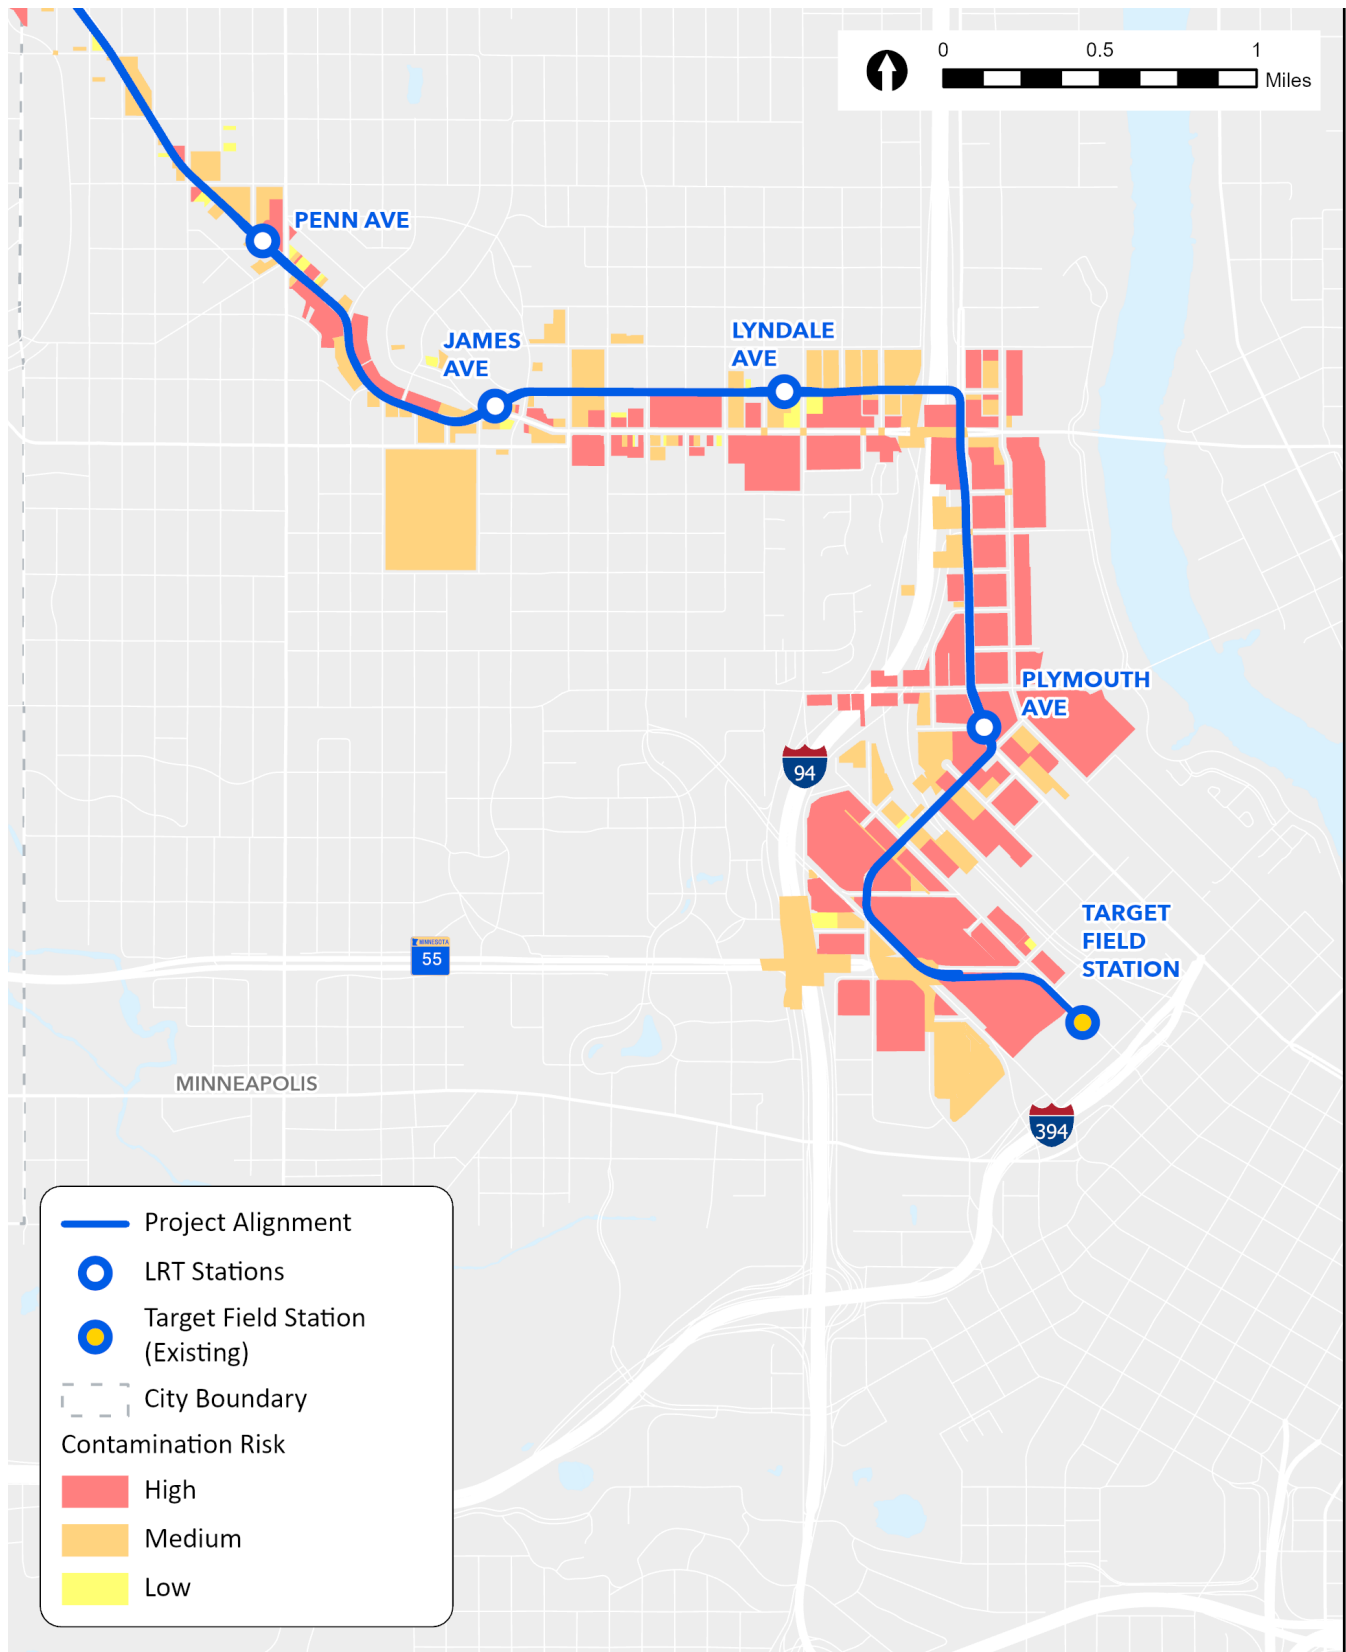 0 0.5 1
Miles
PENN AVE
JAMES
AVE
LYNDALE
AVE
PLYMOUTH
AVE
94
TARGET
FIELD
STATION
MINNESOTA
55
MINNEAPOLIS
394
Project Alignment
LRT Stations
Target Field Station
(Existing)
City Boundary
Contamination Risk
High
Medium
Low